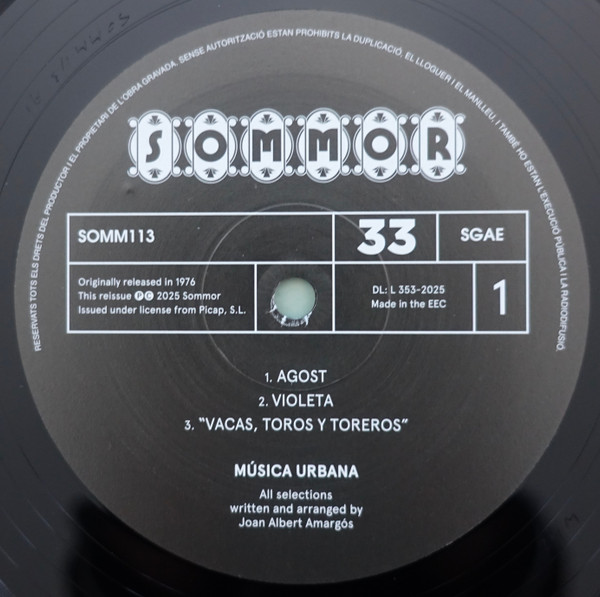 RESERVATS TOTS ELS DRETS DEL PRODUCTOR I EL PROPIETARI DE L'OBRA GRAVADA. SENSE AUTORITZACIÓ ESTAN PROHIBITS LA DUPLICACIÓ, EL LLOGUER I EL MANLLEU, I TAMBÉ HO ESTAN L'EXECUCIÓ PÚBLICA I LA RADIODIFUSIÓ.
SOMMOR
SOMM113
33
SGAE
Originally released in 1976
This reissue ℗© 2025 Sommor
Issued under license from Picap, S.L.
DL: L 353-2025
Made in the EEC
1
1. AGOST
2. VIOLETA
3. “VACAS, TOROS Y TOREROS”
MÚSICA URBANA
All selections
written and arranged by
Joan Albert Amargós